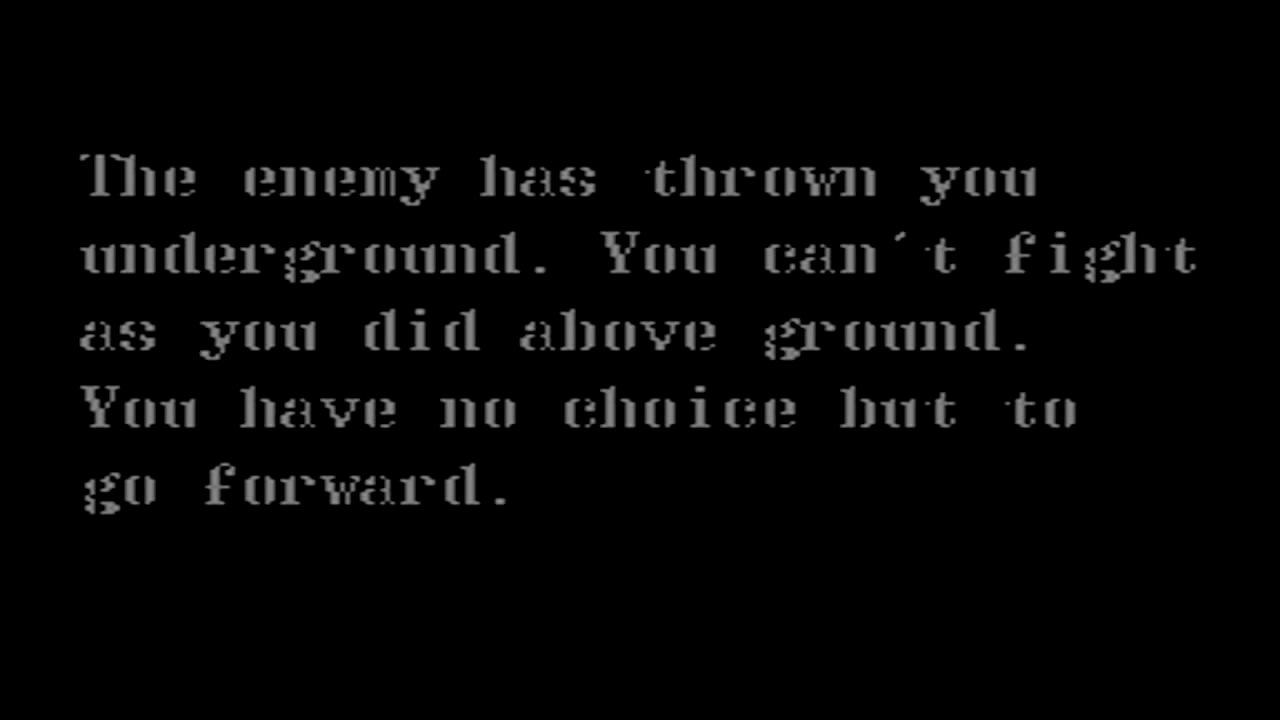 The enemy has thrown you
underground. You can´t fight
as you did above ground.
You have no choice but to
go forward.